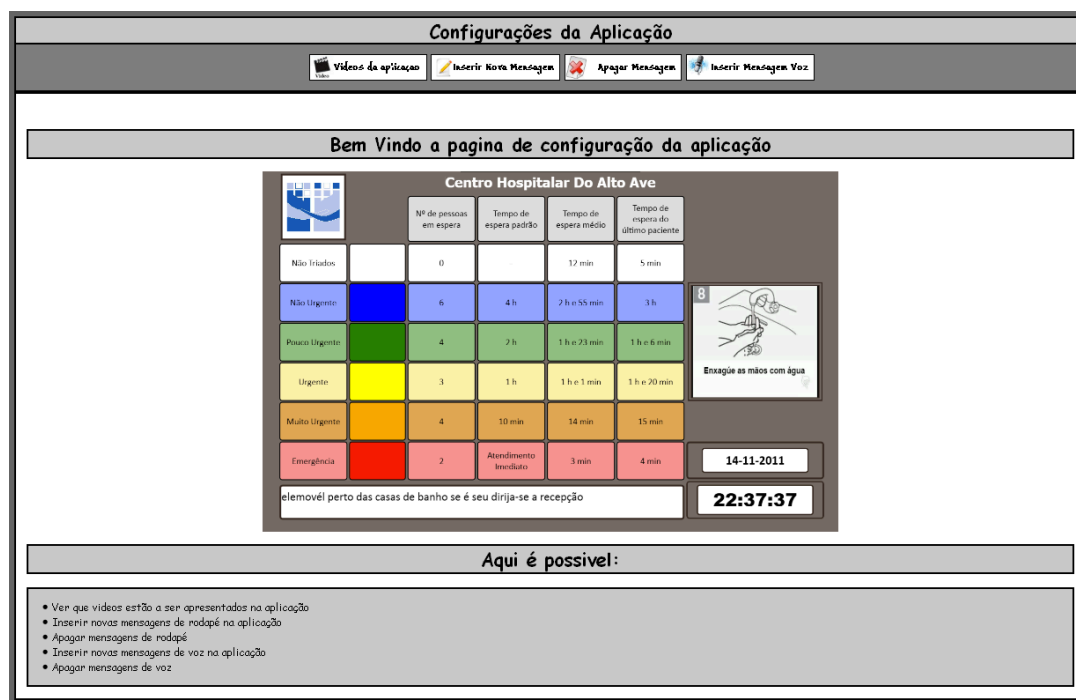 Configurações da Aplicação
Videos da aplicaçao Inserir Nova Mensagem Apagar Mensagem Inserir Mensagem Voz
Video
Bem Vindo a pagina de configuração da aplicação
Centro Hospitalar Do Alto Ave
Nº de pessoas em espera
Tempo de espera padrão
Tempo de espera médio
Tempo de espera do último paciente
Não Triados 0 12 min 5 min
Não Urgente 6 4 h 2 h e 55 min 3 h
Pouco Urgente 4 2 h 1 h e 23 min 1 h e 6 min
Urgente 3 1 h 1 h e 1 min 1 h e 20 min
Muito Urgente 4 10 min 14 min 15 min
Emergência 2 Atendimento Imediato 3 min 4 min
8
Enxagúe as mãos com água
14-11-2011
elemovél perto das casas de banho se é seu dirija-se a recepção
22:37:37
Aqui é possivel:
• Ver que videos estão a ser apresentados na aplicação
• Inserir novas mensagens de rodapé na aplicação
• Apagar mensagens de rodapé
• Inserir novas mensagens de voz na aplicação
• Apagar mensagens de voz